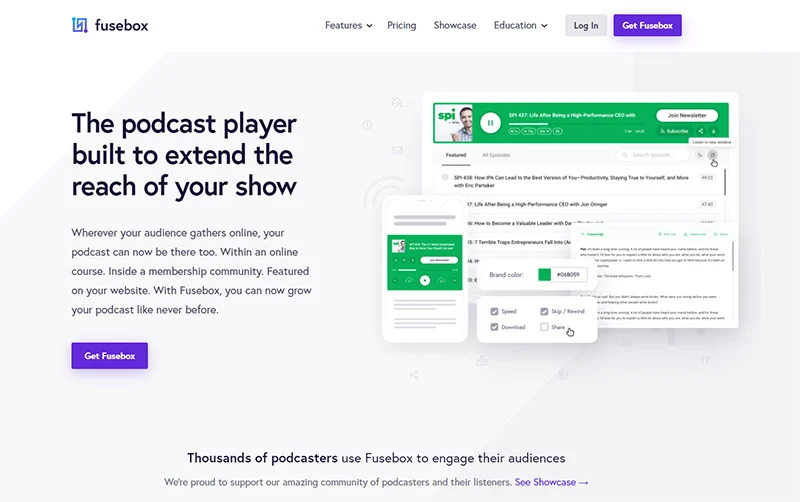 fusebox
Features
Pricing
Showcase
Education
Log In
Get Fusebox
The podcast player
built to extend the
reach of your show
Wherever your audience gathers online, your
podcast can now be there too. Within an online
course. Inside a membership community. Featured
on your website. With Fusebox, you can now grow
your podcast like never before.
Get Fusebox
spi
SPI 437: Life After Being a High-Performance CEO with
Join Newsletter
Subscribe
Listen in new window
Featured
All Episodes
Search Episode...
SPI 438: How IPA Can Lead to the Best Version of You—Productivity, Staying True to Yourself, and More
with Eric Partaker
49:22
437: Life After Being a High-Performance CEO with Jon Oringer
47:43
436: How to Become a Valuable Leader with
7 Terrible Traps Entrepreneurs Fall Into
Transcript
Join Newsletter
Brand color:
#06B059
Speed
Skip / Rewind
Download
Share
Thousands of podcasters use Fusebox to engage their audiences
We're proud to support our amazing community of podcasters and their listeners. See Showcase →